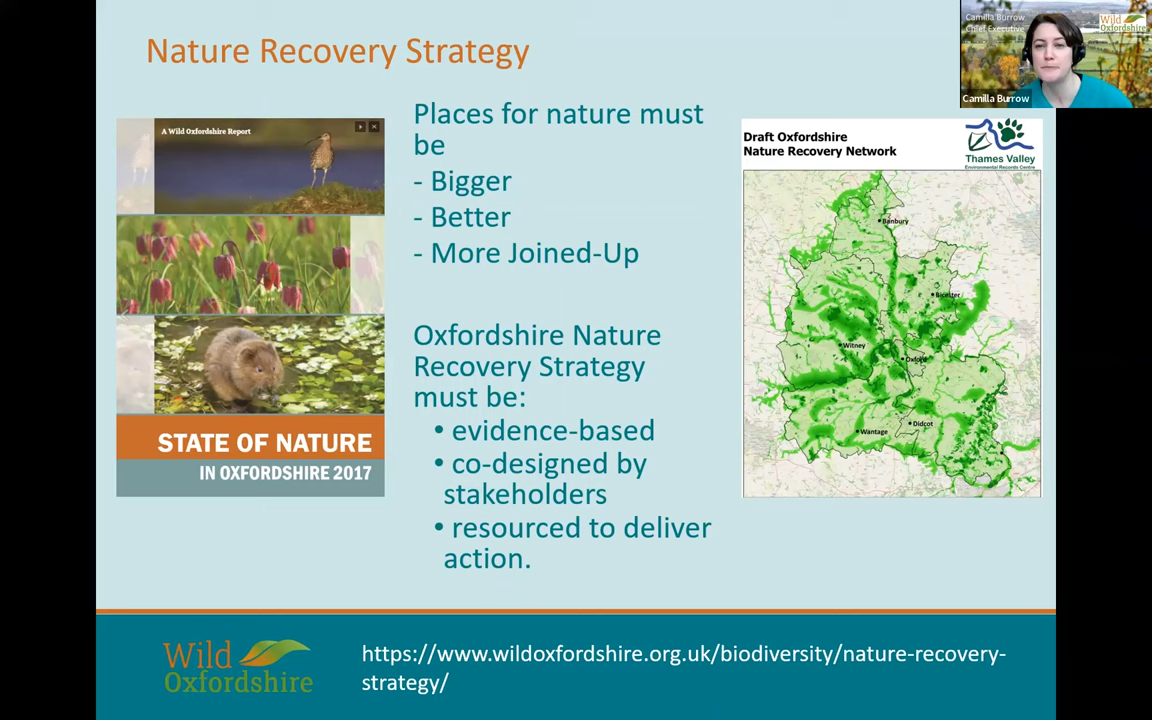 Nature Recovery Strategy
Camilla Burrow
Chief Executive
Wild
Oxfordshire
Camilla Burrow
A Wild Oxfordshire Report
STATE OF NATURE
IN OXFORDSHIRE 2017
Places for nature must
be
- Bigger
- Better
- More Joined-Up
Oxfordshire Nature
Recovery Strategy
must be:
• evidence-based
• co-designed by
stakeholders
• resourced to deliver
action.
Draft Oxfordshire
Nature Recovery Network
Thames Valley
Environmental Records Centre
Banbury
Bicester
Witney
Oxford
Didcot
Wantage
Wild
Oxfordshire
https://www.wildoxfordshire.org.uk/biodiversity/nature-recovery-
strategy/